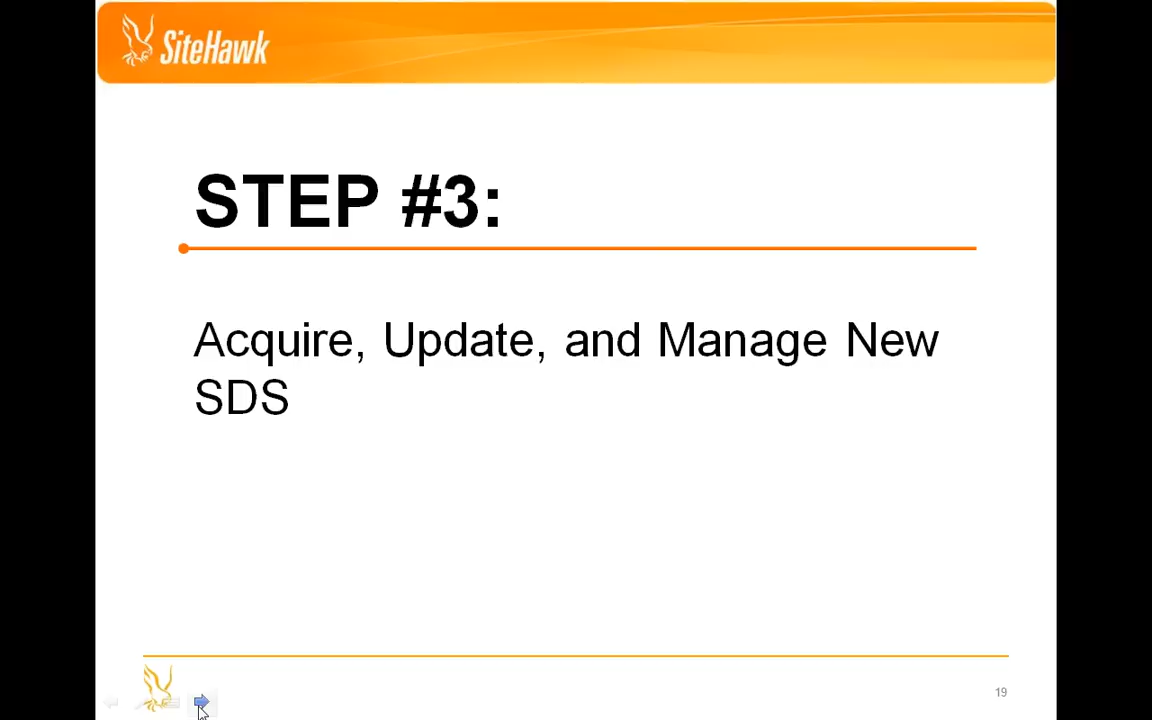 SiteHawk
STEP #3:
Acquire, Update, and Manage New
SDS
19